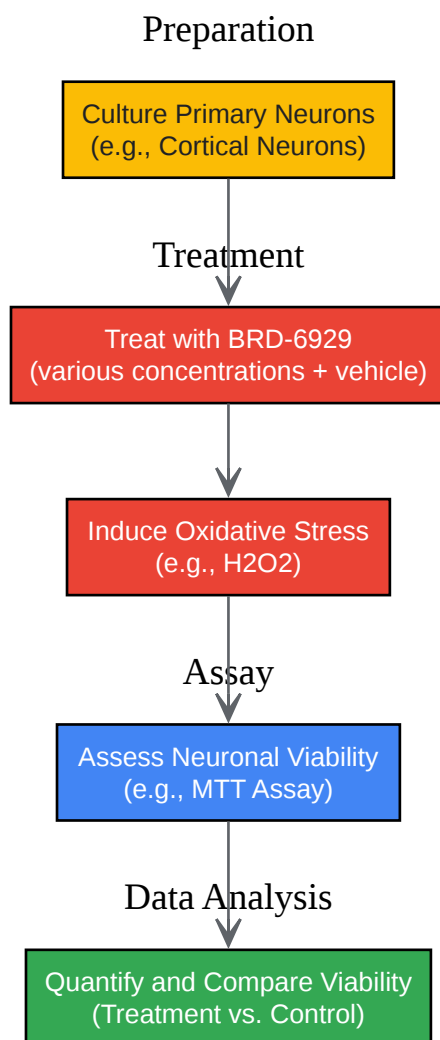 Preparation
Culture Primary Neurons
(e.g., Cortical Neurons)
Treatment
Treat with BRD-6929
(various concentrations + vehicle)
Induce Oxidative Stress
(e.g., H2O2)
Assay
Assess Neuronal Viability
(e.g., MTT Assay)
Data Analysis
Quantify and Compare Viability
(Treatment vs. Control)